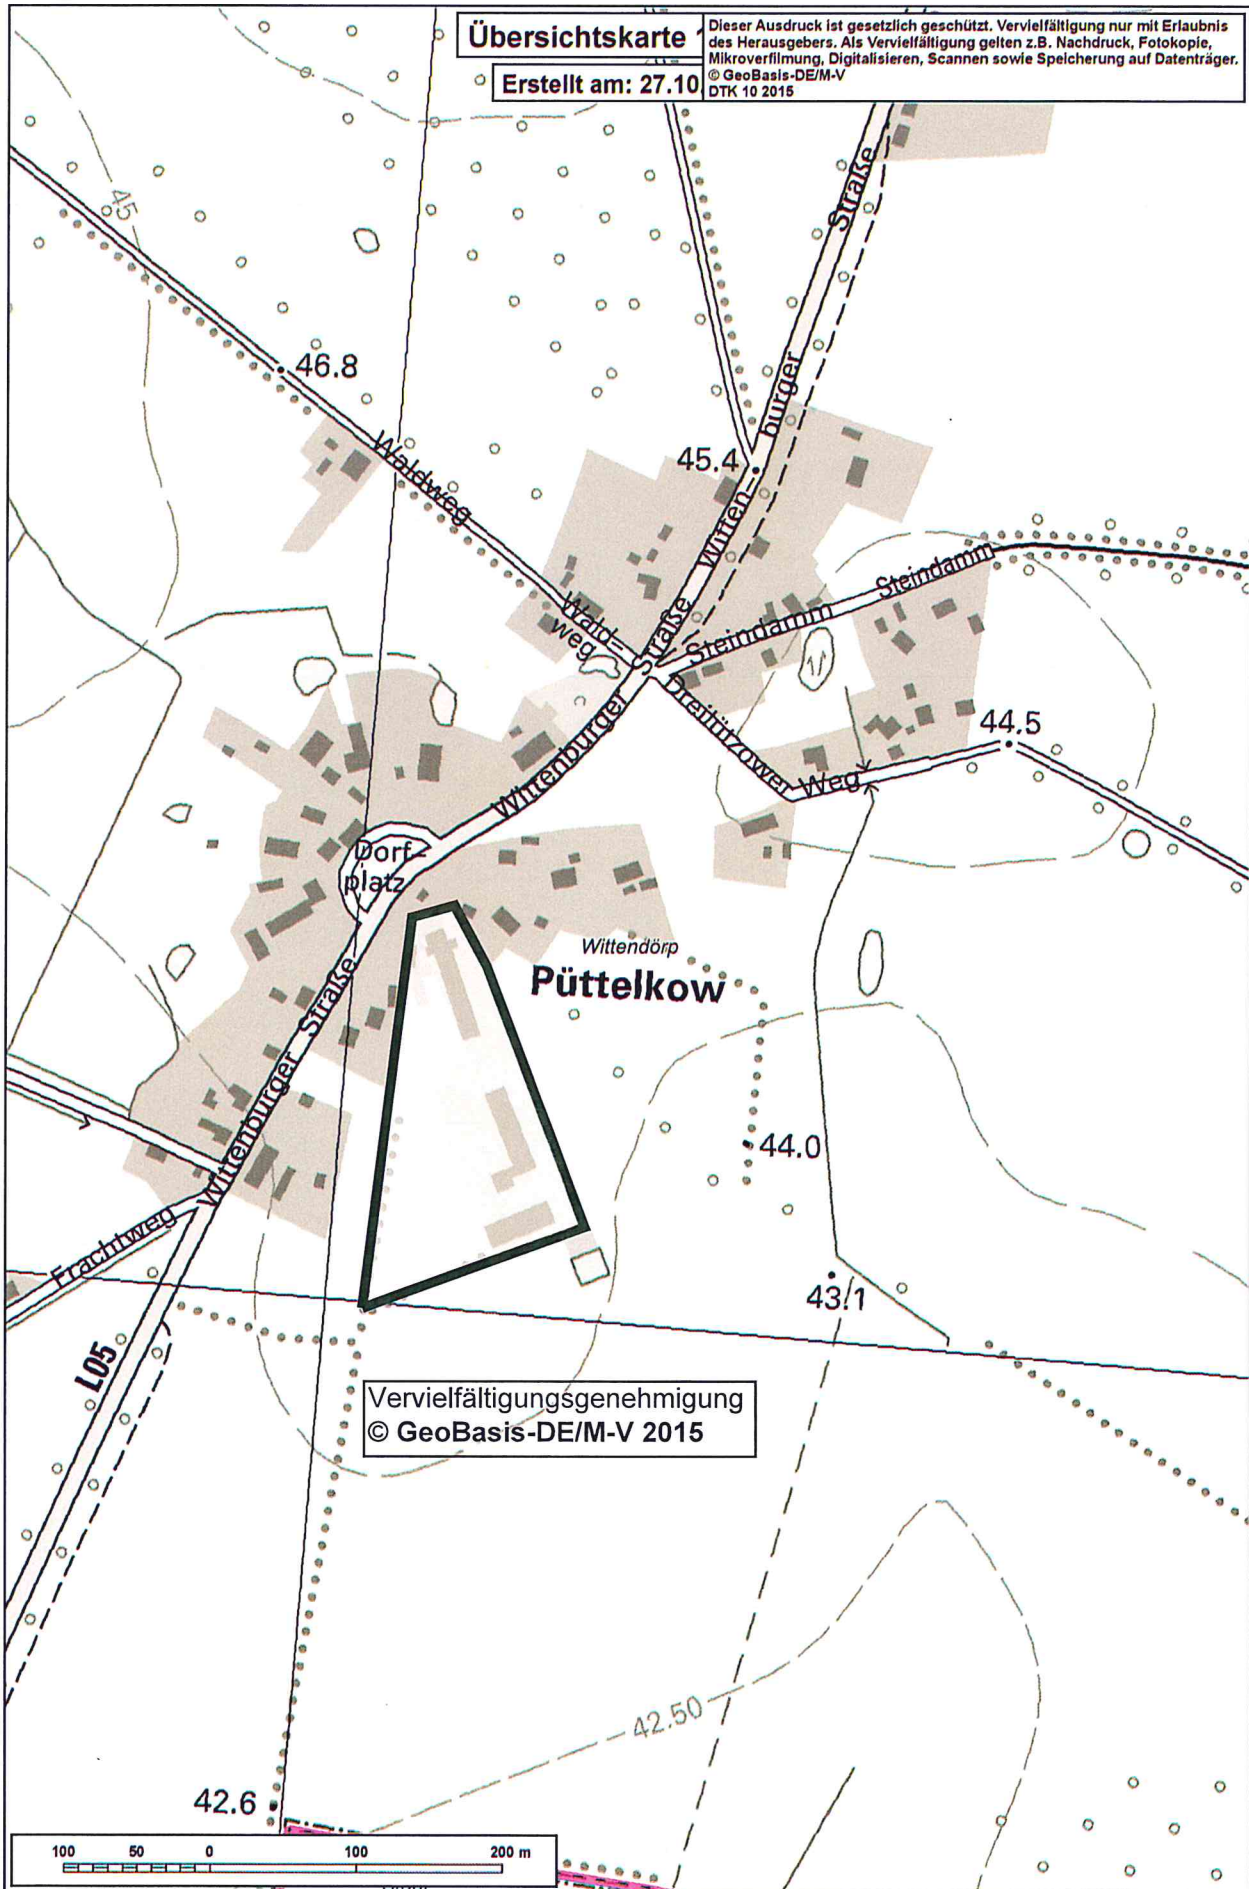 Übersichtskarte
Erstellt am: 27.10
Dieser Ausdruck ist gesetzlich geschützt. Vervielfältigung nur mit Erlaubnis
des Herausgebers. Als Vervielfältigung gelten z.B. Nachdruck, Fotokopie,
Mikroverfilmung, Digitalisieren, Scannen sowie Speicherung auf Datenträger.
© GeoBasis-DE/M-V
DTK 10 2015
Straße
45
46.8
burger
Waldweg
45.4
Witten-
Steindamm
Wald-
weg
Straße
Steindamm
Dreilützower Weg
44.5
Wittenburger
Dorf-
platz
Wittendörp
Püttelkow
Wittenburger Straße
44.0
Frachtweg
43.1
L05
Vervielfältigungsgenehmigung
© GeoBasis-DE/M-V 2015
42.50
42.6
100 50 0 100 200 m